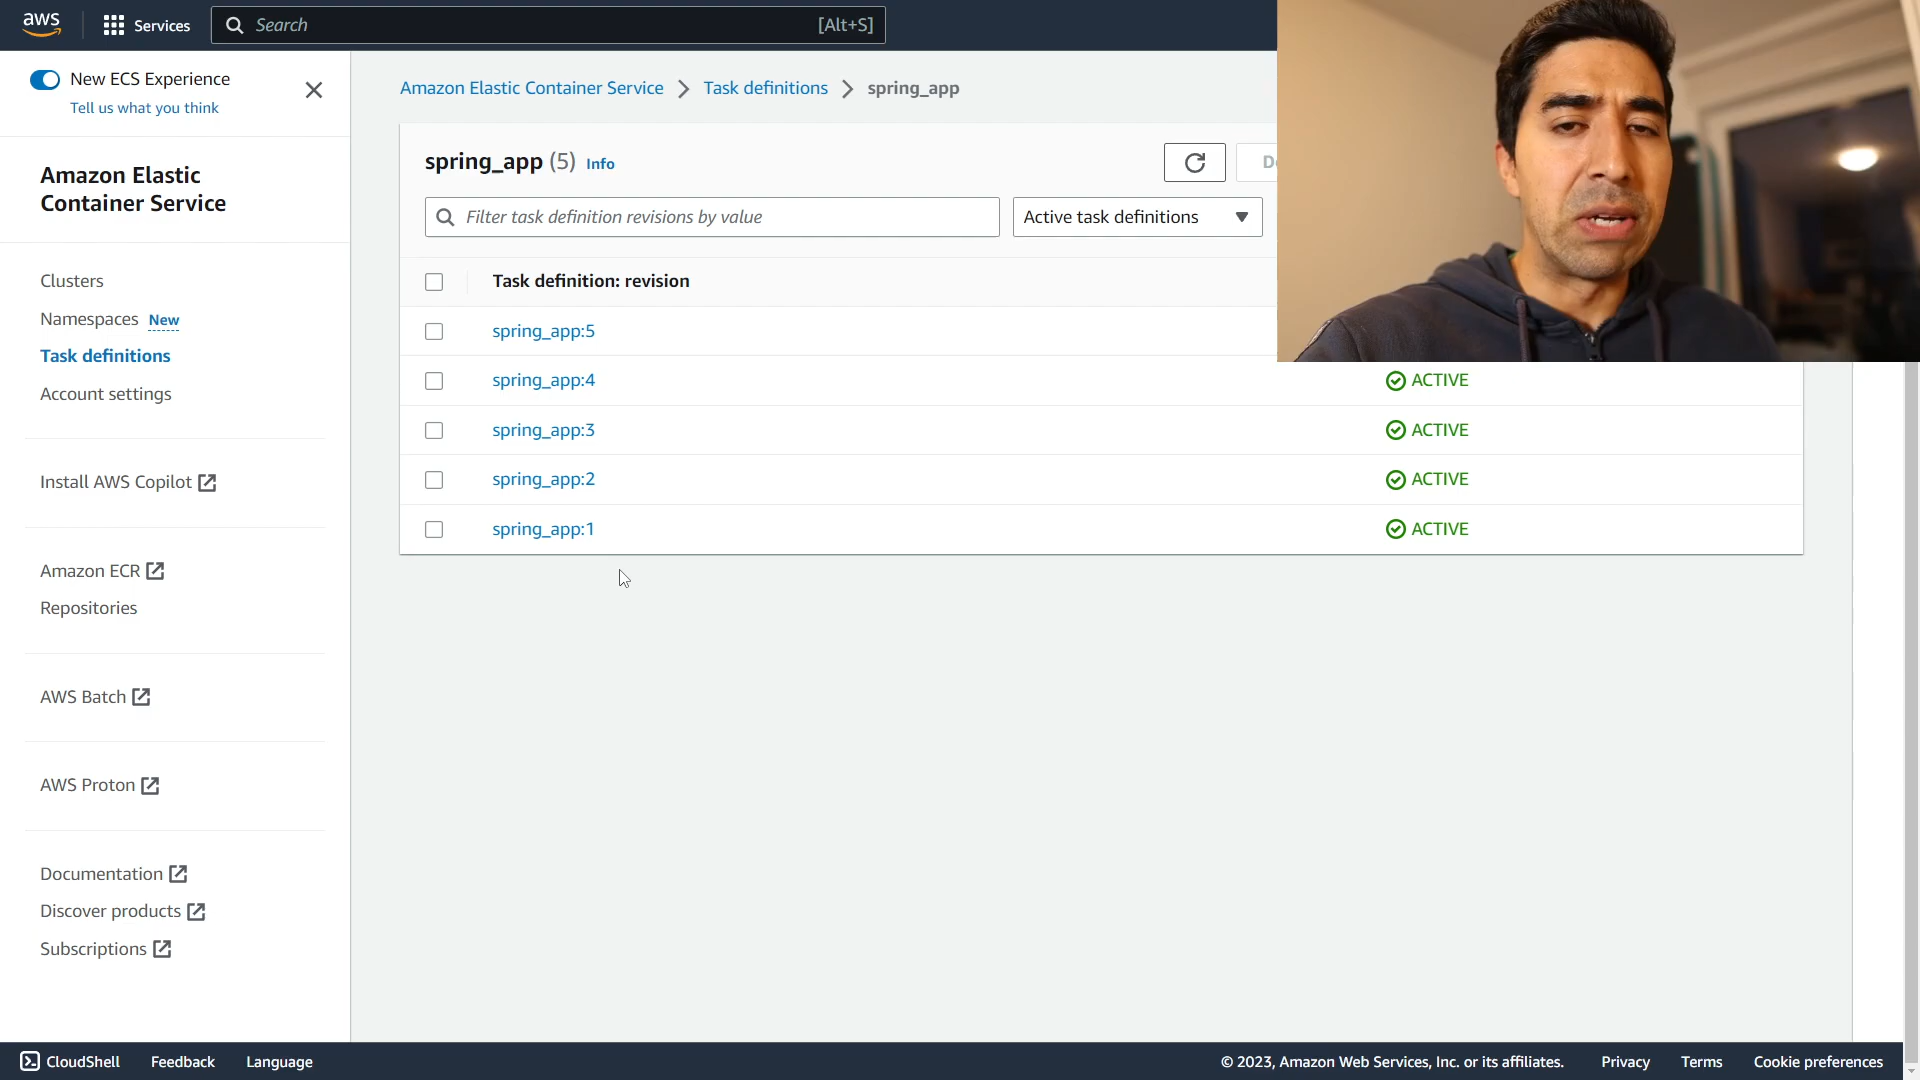 aws
Services
Search
[Alt+S]
New ECS Experience
Tell us what you think
Amazon Elastic
Container Service
Clusters
Namespaces New
Task definitions
Account settings
Install AWS Copilot
Amazon ECR
Repositories
AWS Batch
AWS Proton
Documentation
Discover products
Subscriptions
Amazon Elastic Container Service > Task definitions > spring_app
spring_app (5) Info
Filter task definition revisions by value
Active task definitions
Task definition: revision
spring_app:5
spring_app:4 ACTIVE
spring_app:3 ACTIVE
spring_app:2 ACTIVE
spring_app:1 ACTIVE
CloudShell Feedback Language
© 2023, Amazon Web Services, Inc. or its affiliates. Privacy Terms Cookie preferences